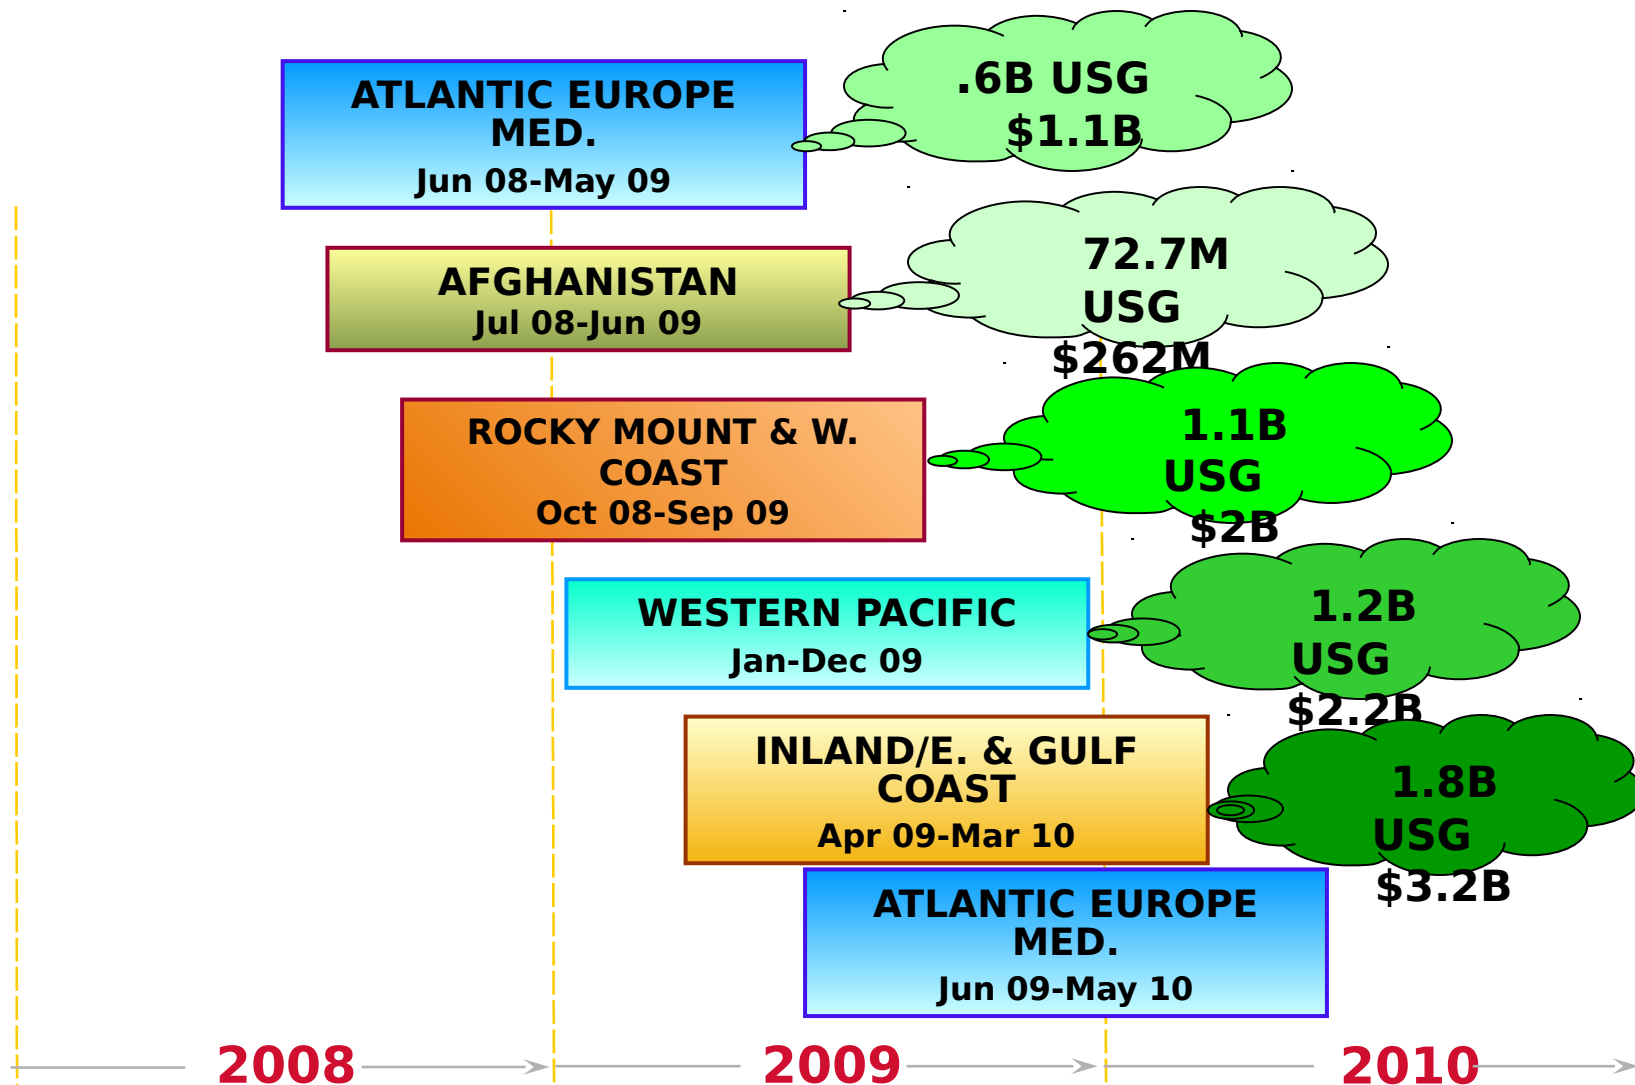 ATLANTIC EUROPE
MED.
Jun 08-May 09
.6B USG
$1.1B
AFGHANISTAN
Jul 08-Jun 09
72.7M
USG
$262M
ROCKY MOUNT & W.
COAST
Oct 08-Sep 09
1.1B
USG
$2B
WESTERN PACIFIC
Jan-Dec 09
1.2B
USG
$2.2B
INLAND/E. & GULF
COAST
Apr 09-Mar 10
1.8B
USG
$3.2B
ATLANTIC EUROPE
MED.
Jun 09-May 10
2008
2009
2010